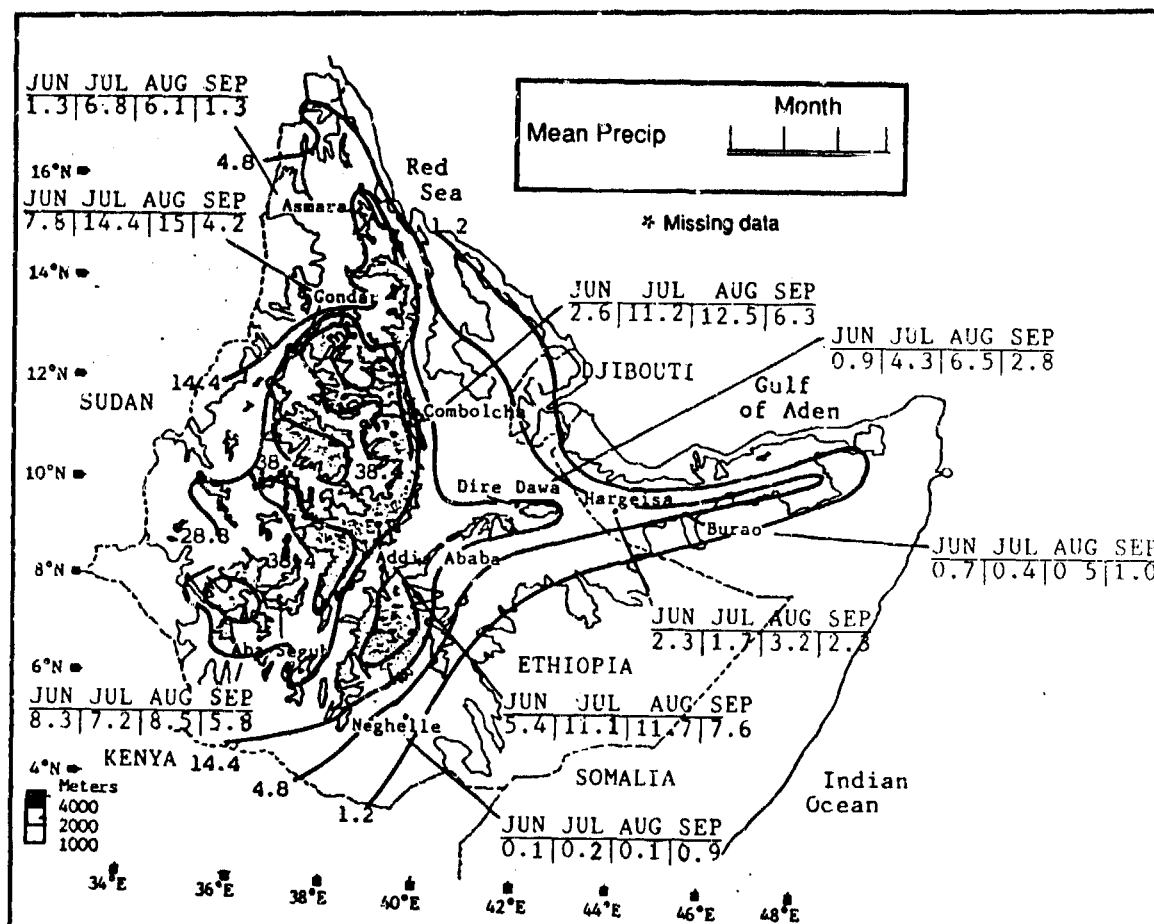 JUN JUL AUG SEP
1.3|6.8|6.1|1.3
Month
Mean Precip
4.8
Red
Sea
16°N
JUN JUL AUG SEP
7.8|14.4|15|4.2
Asmara
1.2
* Missing data
14°N
Gondar
JUN JUL AUG SEP
2.6|11.2|12.5|6.3
JUN JUL AUG SEP
0.9|4.3|6.5|2.8
12°N
14.4
DJIBOUTI
SUDAN
Combolcha
Gulf
of Aden
10°N
38.4
Dire Dawa
Hargeisa
28.8
Burao
38.4
Addis Ababa
JUN JUL AUG SEP
0.7|0.4|0 5|1.0
8°N
JUN JUL AUG SEP
2.3|1.7|3.2|2.3
Aba Segub
6°N
ETHIOPIA
JUN JUL AUG SEP
8.3|7.2|8.5|5.8
JUN JUL AUG SEP
5.4|11.1|11.7|7.6
Neghelle
KENYA
14.4
4°N
4.8
SOMALIA
Indian
Ocean
Meters
4000
2000
1000
1.2
JUN JUL AUG SEP
0.1|0.2|0.1|0.9
34°E
36°E
38°E
40°E
42°E
44°E
46°E
48°E